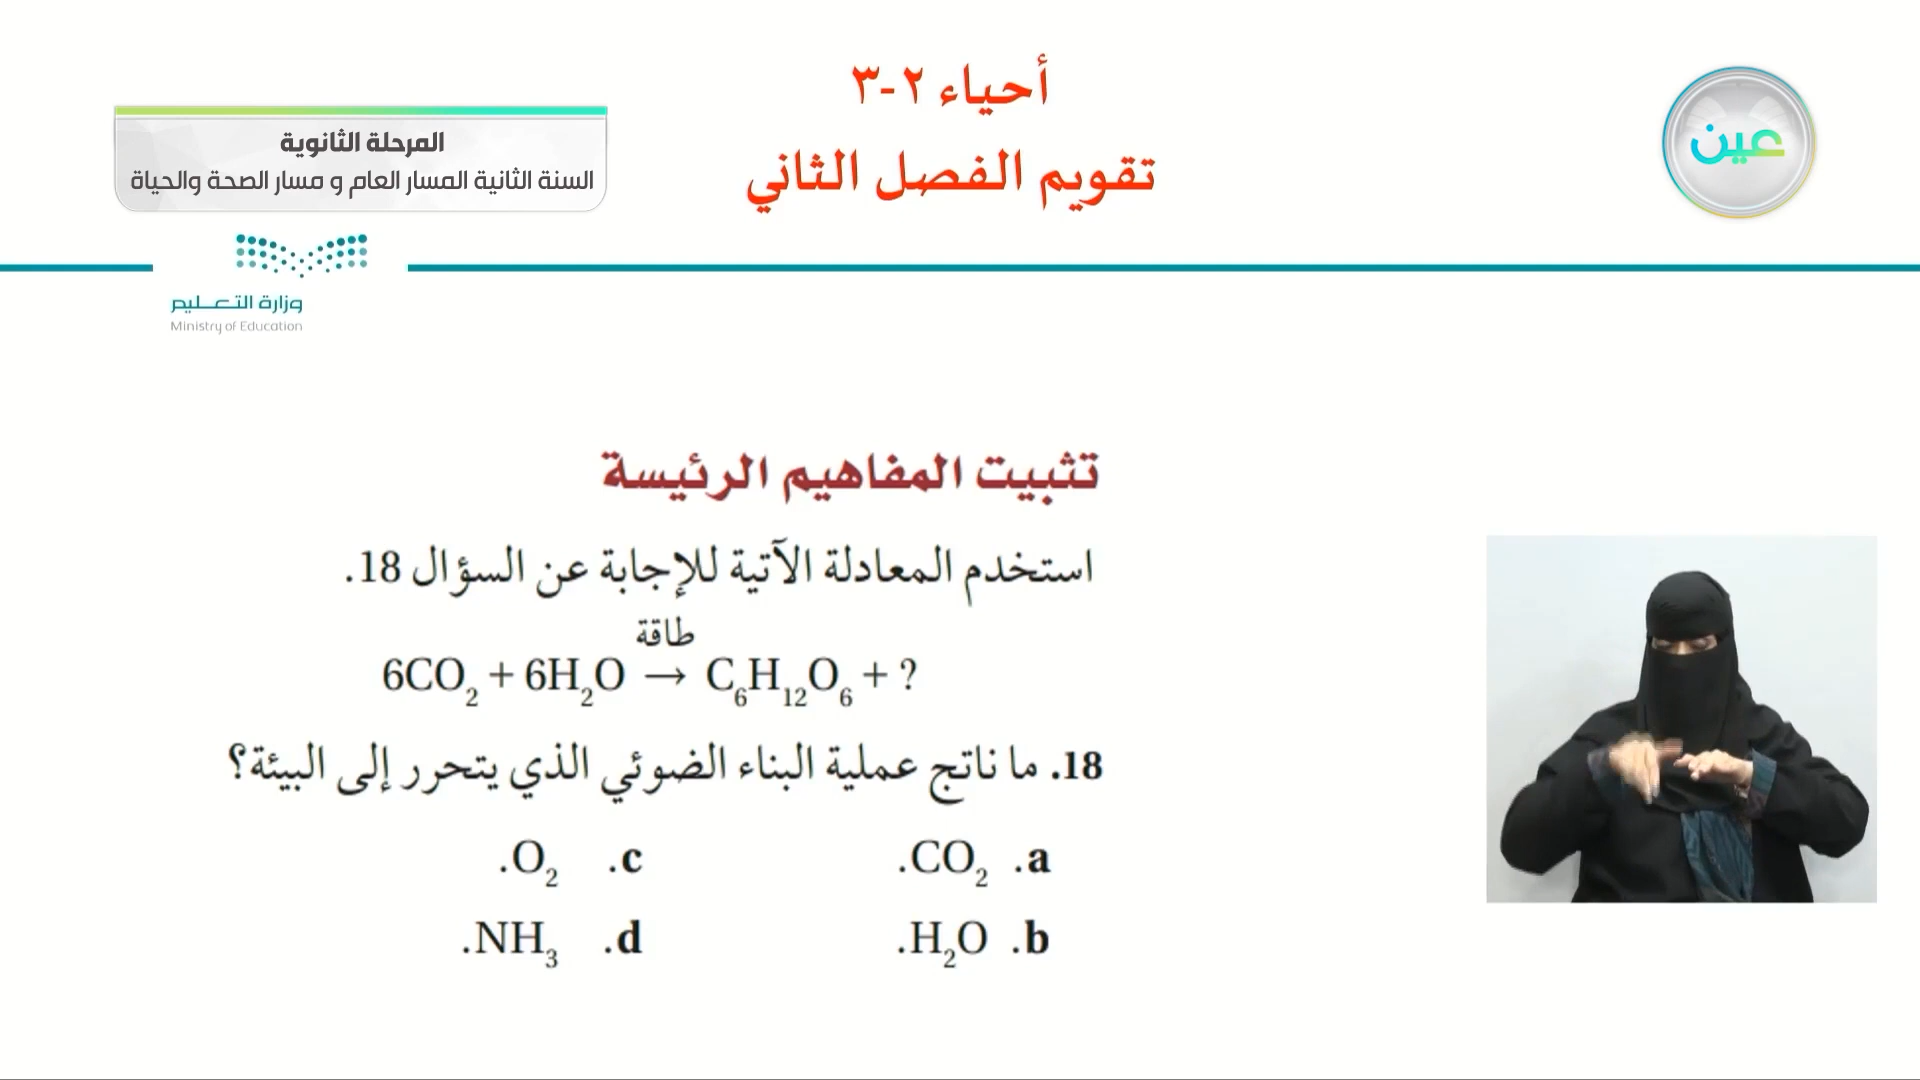 أحياء ٢-٣
تقويم الفصل الثاني
عين
المرحلة الثانوية
السنة الثانية المسار العام و مسار الصحة والحياة
وزارة التعليم
Ministry of Education
تثبيت المفاهيم الرئيسة
استخدم المعادلة الآتية للإجابة عن السؤال 18.
طاقة
6CO₂ + 6H₂O → C₆H₁₂O₆ + ?
18. ما ناتج عملية البناء الضوئي الذي يتحرر إلى البيئة؟
a. CO₂. c. O₂.
b. H₂O. d. NH₃.